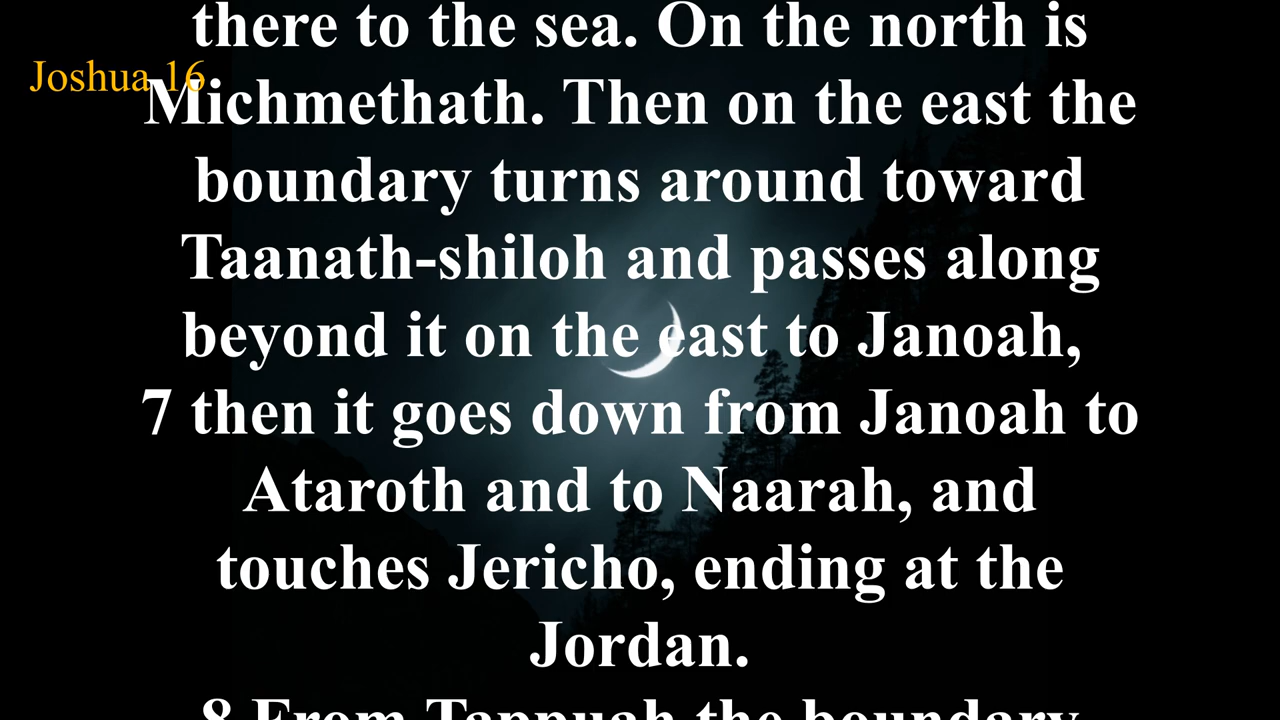 there to the sea. On the north is
Joshua 16
Michmethath. Then on the east the
boundary turns around toward
Taanath-shiloh and passes along
beyond it on the east to Janoah,
7 then it goes down from Janoah to
Ataroth and to Naarah, and
touches Jericho, ending at the
Jordan.
8 From Tappuah the boundary